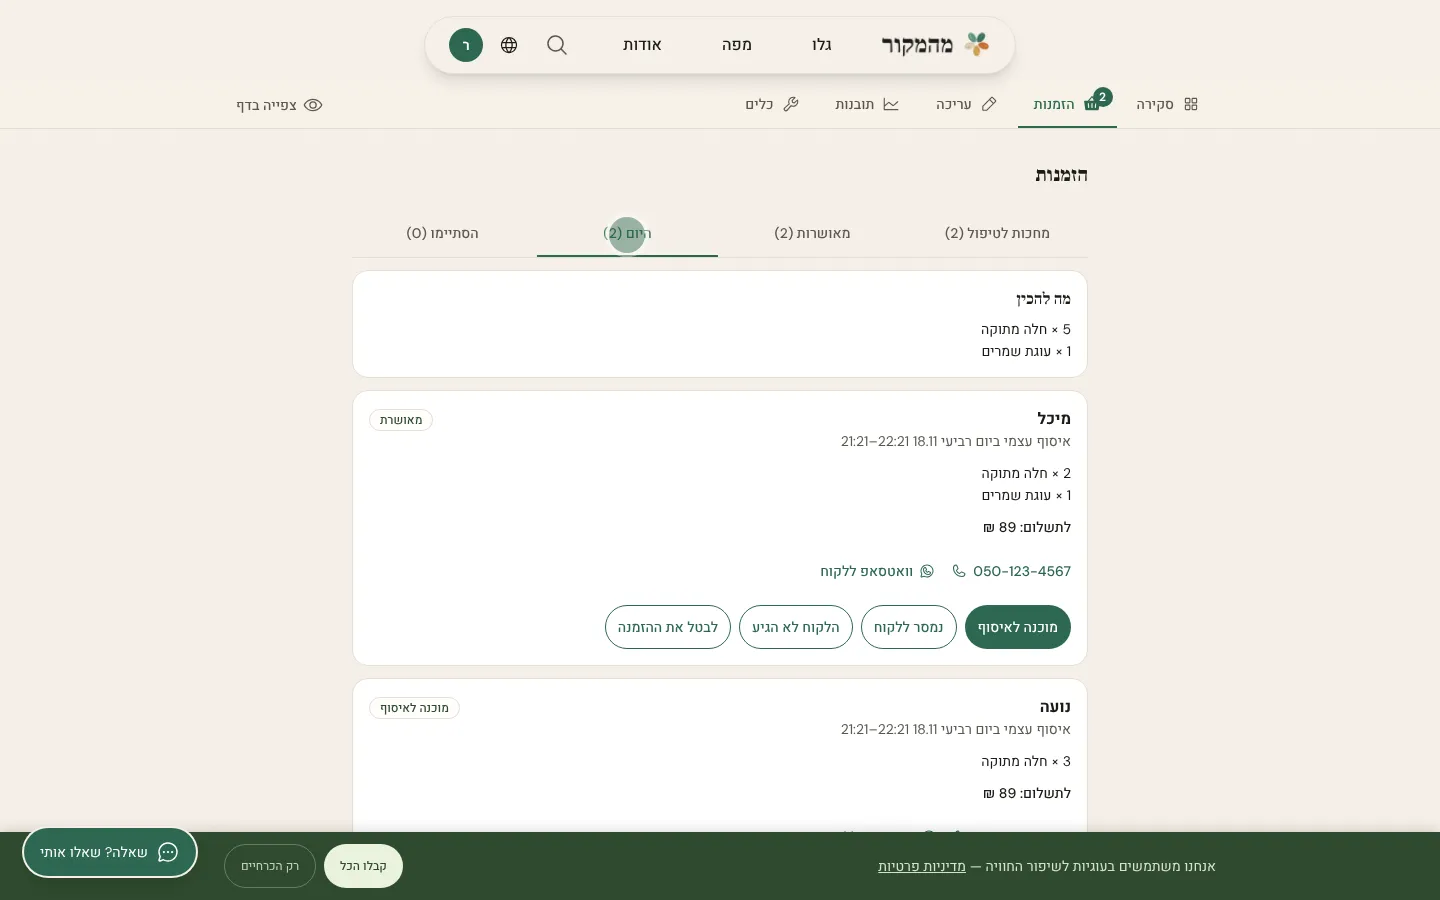 מהמקור
גלו
מפה
אודות
ר
סקירה
הזמנות 2
עריכה
תובנות
כלים
צפייה בדף
הזמנות
מחכות לטיפול (2)
מאושרות (2)
היום (2)
הסתיימו (0)
מה להכין
5 × חלה מתוקה
1 × עוגת שמרים
מיכל
מאושרת
איסוף עצמי ביום רביעי 18.11 21:21–22:21
2 × חלה מתוקה
1 × עוגת שמרים
לתשלום: 89 ₪
050-123-4567
וואטסאפ ללקוח
מוכנה לאיסוף
נמסר ללקוח
הלקוח לא הגיע
לבטל את ההזמנה
נועה
מוכנה לאיסוף
איסוף עצמי ביום רביעי 18.11 21:21–22:21
3 × חלה מתוקה
לתשלום: 89 ₪
אנחנו משתמשים בעוגיות לשיפור החוויה — מדיניות פרטיות
קבלו הכל
רק הכרחיים
שאלה? שאלו אותי